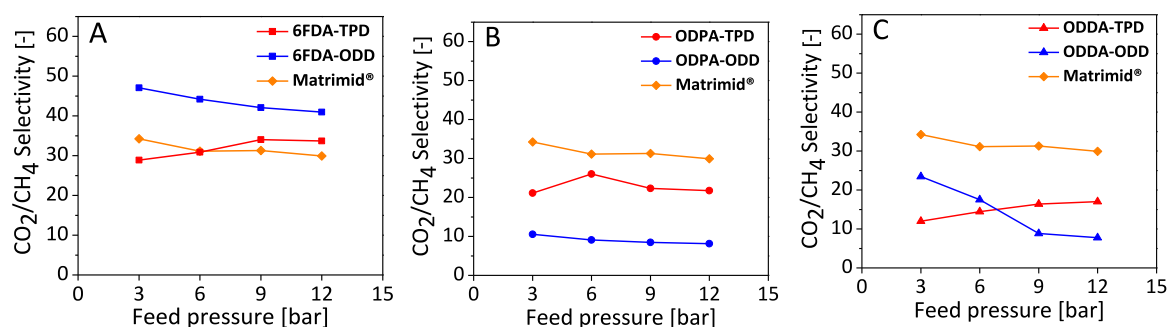 A
6FDA-TPD
6FDA-ODD
Matrimid®
CO2/CH4 Selectivity [-]
60
50
40
30
20
10
0
0 3 6 9 12 15
Feed pressure [bar]
B
ODPA-TPD
ODPA-ODD
Matrimid®
CO2/CH4 Selectivity [-]
60
50
40
30
20
10
0
0 3 6 9 12 15
Feed pressure [bar]
C
ODDA-TPD
ODDA-ODD
Matrimid®
CO2/CH4 Selectivity [-]
60
50
40
30
20
10
0
0 3 6 9 12 15
Feed pressure [bar]